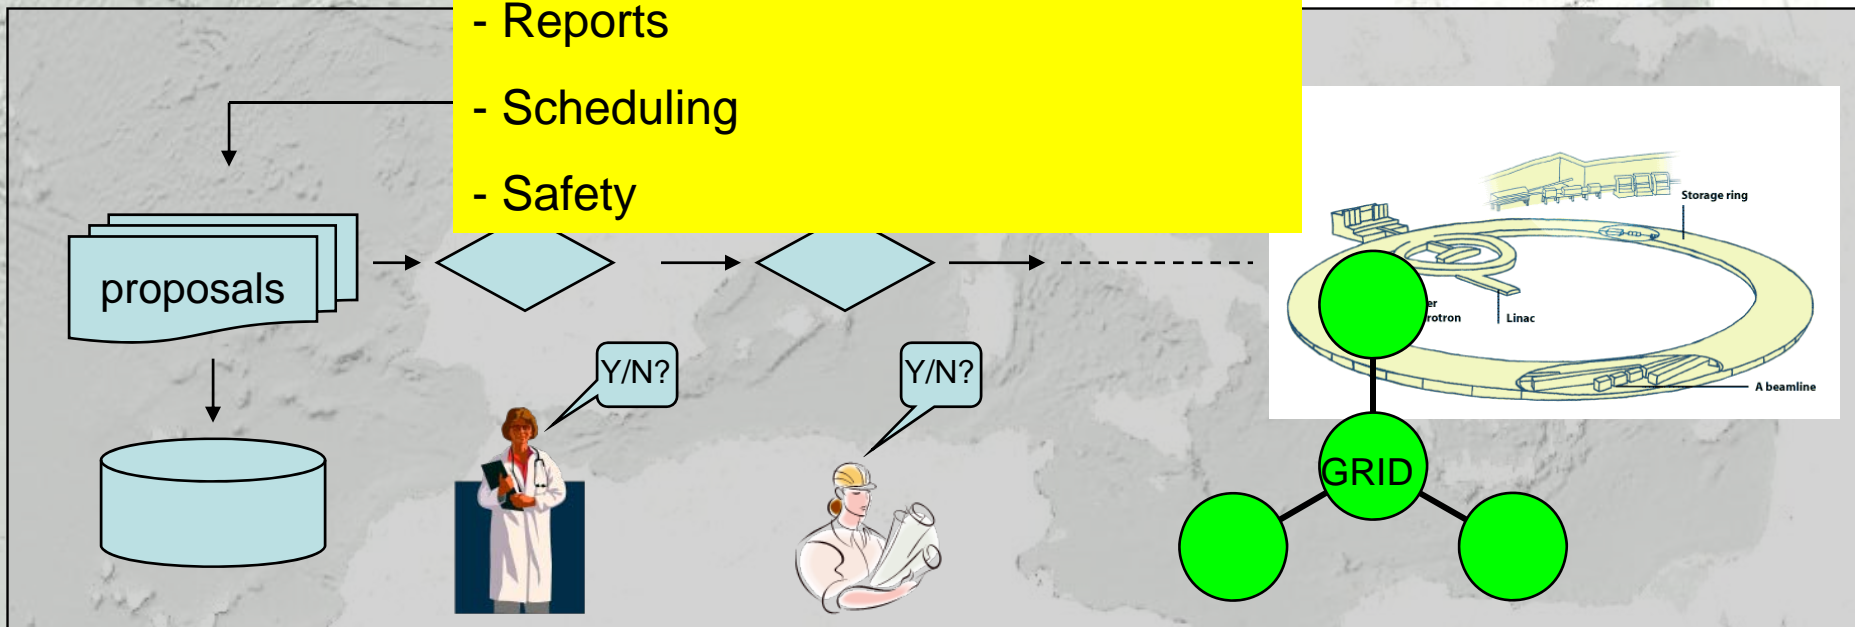 - Reports
- Scheduling
- Safety
Storage ring
proposals
Linac
Y/N?
Y/N?
A beamline
GRID